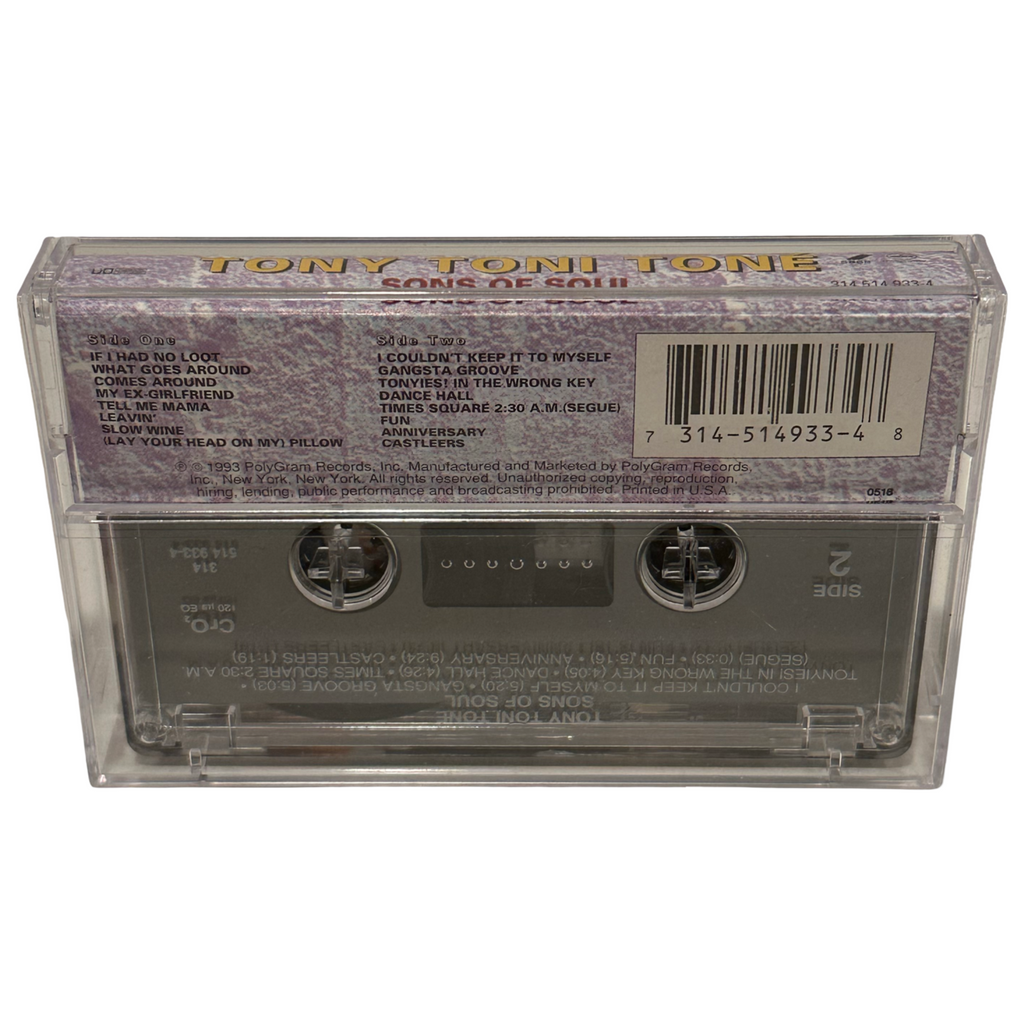 TONY TONI TONE
SONS OF SOUL
314 514 933-4
Side One
IF I HAD NO LOOT
WHAT GOES AROUND
COMES AROUND
MY EX-GIRLFRIEND
TELL ME MAMA
LEAVIN'
SLOW WINE
(LAY YOUR HEAD ON MY) PILLOW
Side Two
I COULDN'T KEEP IT TO MYSELF
GANGSTA GROOVE
TONYIES! IN THE WRONG KEY
DANCE HALL
TIMES SQUARE 2:30 A.M.(SEGUE)
FUN
ANNIVERSARY
CASTLEERS
7 314-514933-4 8
℗ © 1993 PolyGram Records, Inc. Manufactured and Marketed by PolyGram Records,
Inc., New York, New York. All rights reserved. Unauthorized copying, reproduction,
hiring, lending, public performance and broadcasting prohibited. Printed in U.S.A.
0518
TONY TONI TONE
SONS OF SOUL
I COULDN'T KEEP IT TO MYSELF (5:20) • GANGSTA GROOVE (5:03) •
TONYIES! IN THE WRONG KEY (4:05) • DANCE HALL (4:26) • TIMES SQUARE 2:30 A.M.
(SEGUE) (0:33) • FUN (5:16) • ANNIVERSARY (9:24) • CASTLEERS (1:19)
SIDE
2
CrO2
120 μs EQ
314
514 933-4